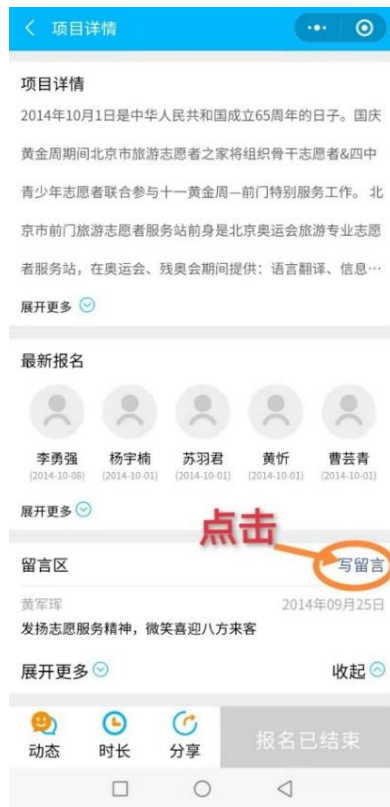 项目详情
项目详情
2014年10月1日是中华人民共和国成立65周年的日子。国庆
黄金周期间北京市旅游志愿者之家将组织骨干志愿者&四中
青少年志愿者联合参与十一黄金周—前门特别服务工作。 北
京市前门旅游志愿者服务站前身是北京奥运会旅游专业志愿
者服务站，在奥运会、残奥会期间提供：语言翻译、信息…
展开更多
最新报名
李勇强 杨宇楠 苏羽君 黄忻 曹芸青
(2014-10-08) (2014-10-01) (2014-10-01) (2014-10-01) (2014-10-01)
展开更多
点击
留言区 写留言
黄军珲 2014年09月25日
发扬志愿服务精神，微笑喜迎八方来客
展开更多 收起
动态 时长 分享 报名已结束